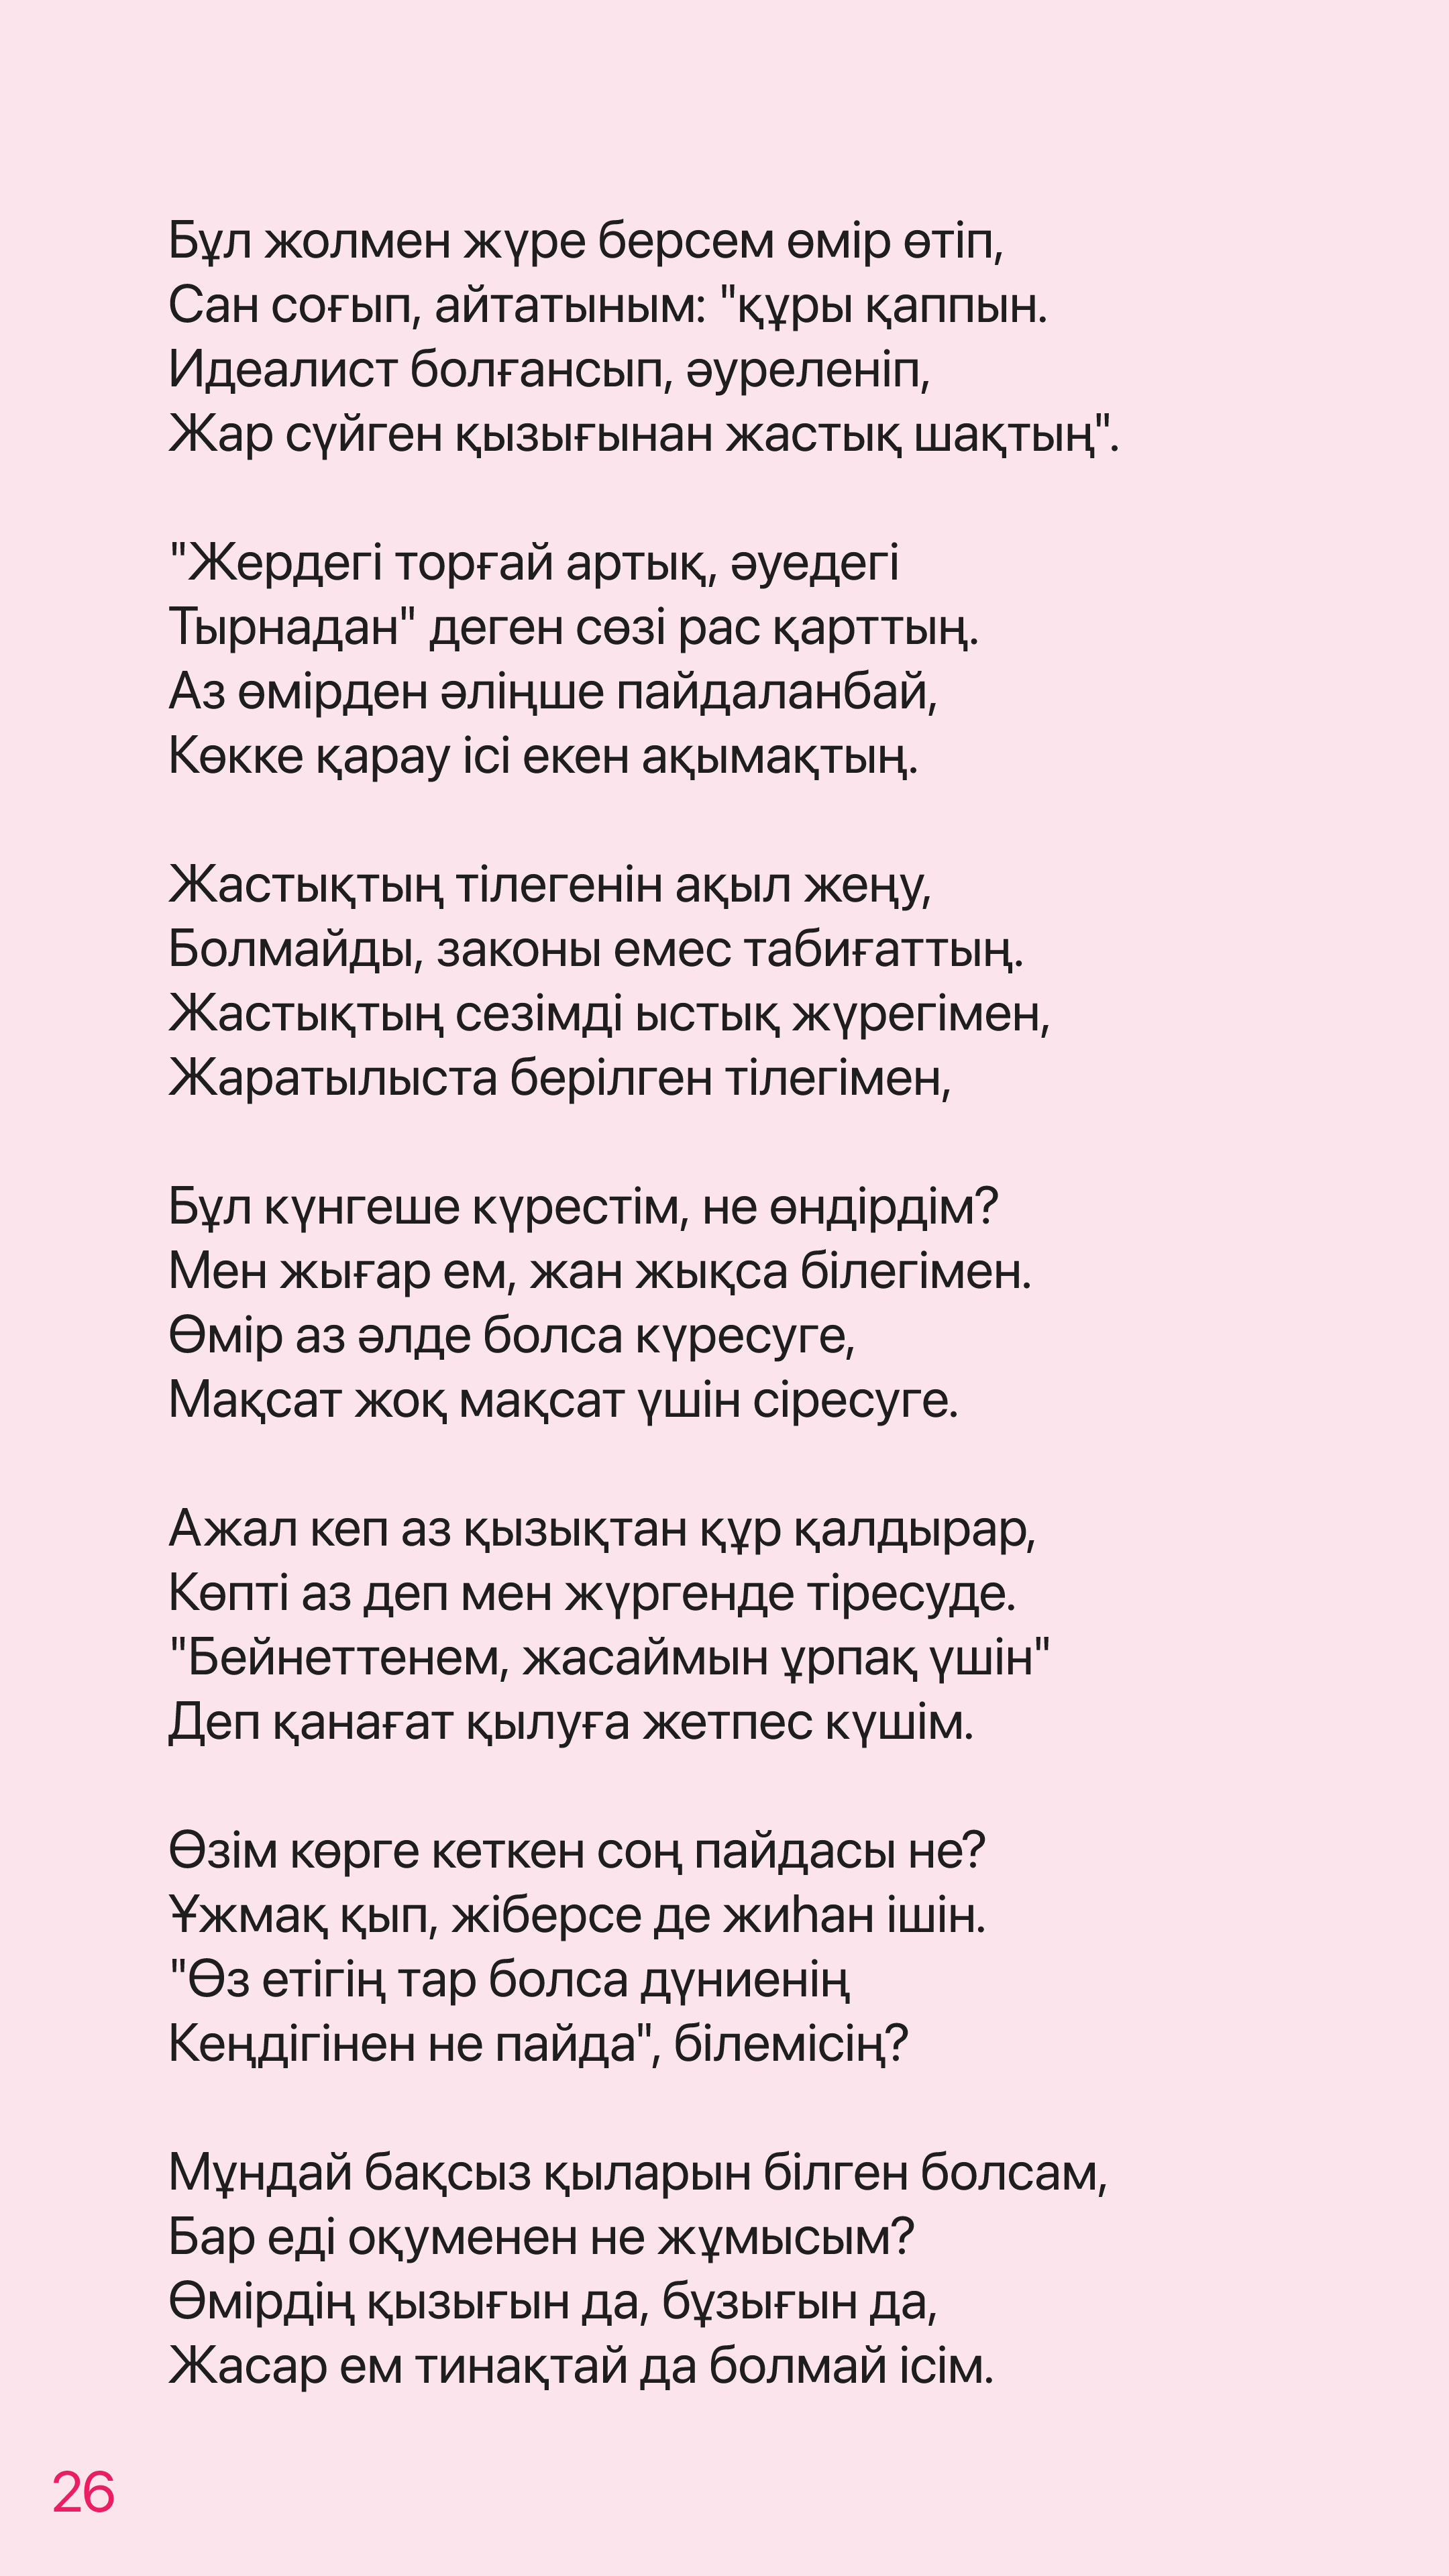 Бұл жолмен жүре берсем өмір өтіп,
Сан соғып, айтатыным: "құры қаппын.
Идеалист болғансып, әуреленіп,
Жар сүйген қызығынан жастық шақтың".
"Жердегі торғай артық, әуедегі
Тырнадан" деген сөзі рас қарттың.
Аз өмірден әліңше пайдаланбай,
Көкке қарау ісі екен ақымақтың.
Жастықтың тілегенін ақыл жеңу,
Болмайды, законы емес табиғаттың.
Жастықтың сезімді ыстық жүрегімен,
Жаратылыста берілген тілегімен,
Бұл күнгеше күрестім, не өндірдім?
Мен жығар ем, жан жықса білегімен.
Өмір аз әлде болса күресуге,
Мақсат жоқ мақсат үшін сіресуге.
Ажал кеп аз қызықтан құр қалдырар,
Көпті аз деп мен жүргенде тіресуде.
"Бейнеттенем, жасаймын ұрпақ үшін"
Деп қанағат қылуға жетпес күшім.
Өзім көрге кеткен соң пайдасы не?
Ұжмақ қып, жіберсе де жиһан ішін.
"Өз етігің тар болса дүниенің
Кеңдігінен не пайда", білемісің?
Мұндай бақсыз қыларын білген болсам,
Бар еді оқуменен не жұмысым?
Өмірдің қызығын да, бұзығын да,
Жасар ем тинақтай да болмай ісім.
26